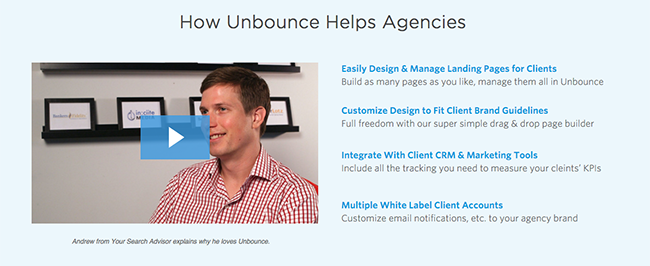 How Unbounce Helps Agencies
Easily Design & Manage Landing Pages for Clients
Build as many pages as you like, manage them all in Unbounce
Customize Design to Fit Client Brand Guidelines
Full freedom with our super simple drag & drop page builder
Integrate With Client CRM & Marketing Tools
Include all the tracking you need to measure your cleints' KPIs
Multiple White Label Client Accounts
Customize email notifications, etc. to your agency brand
Andrew from Your Search Advisor explains why he loves Unbounce.